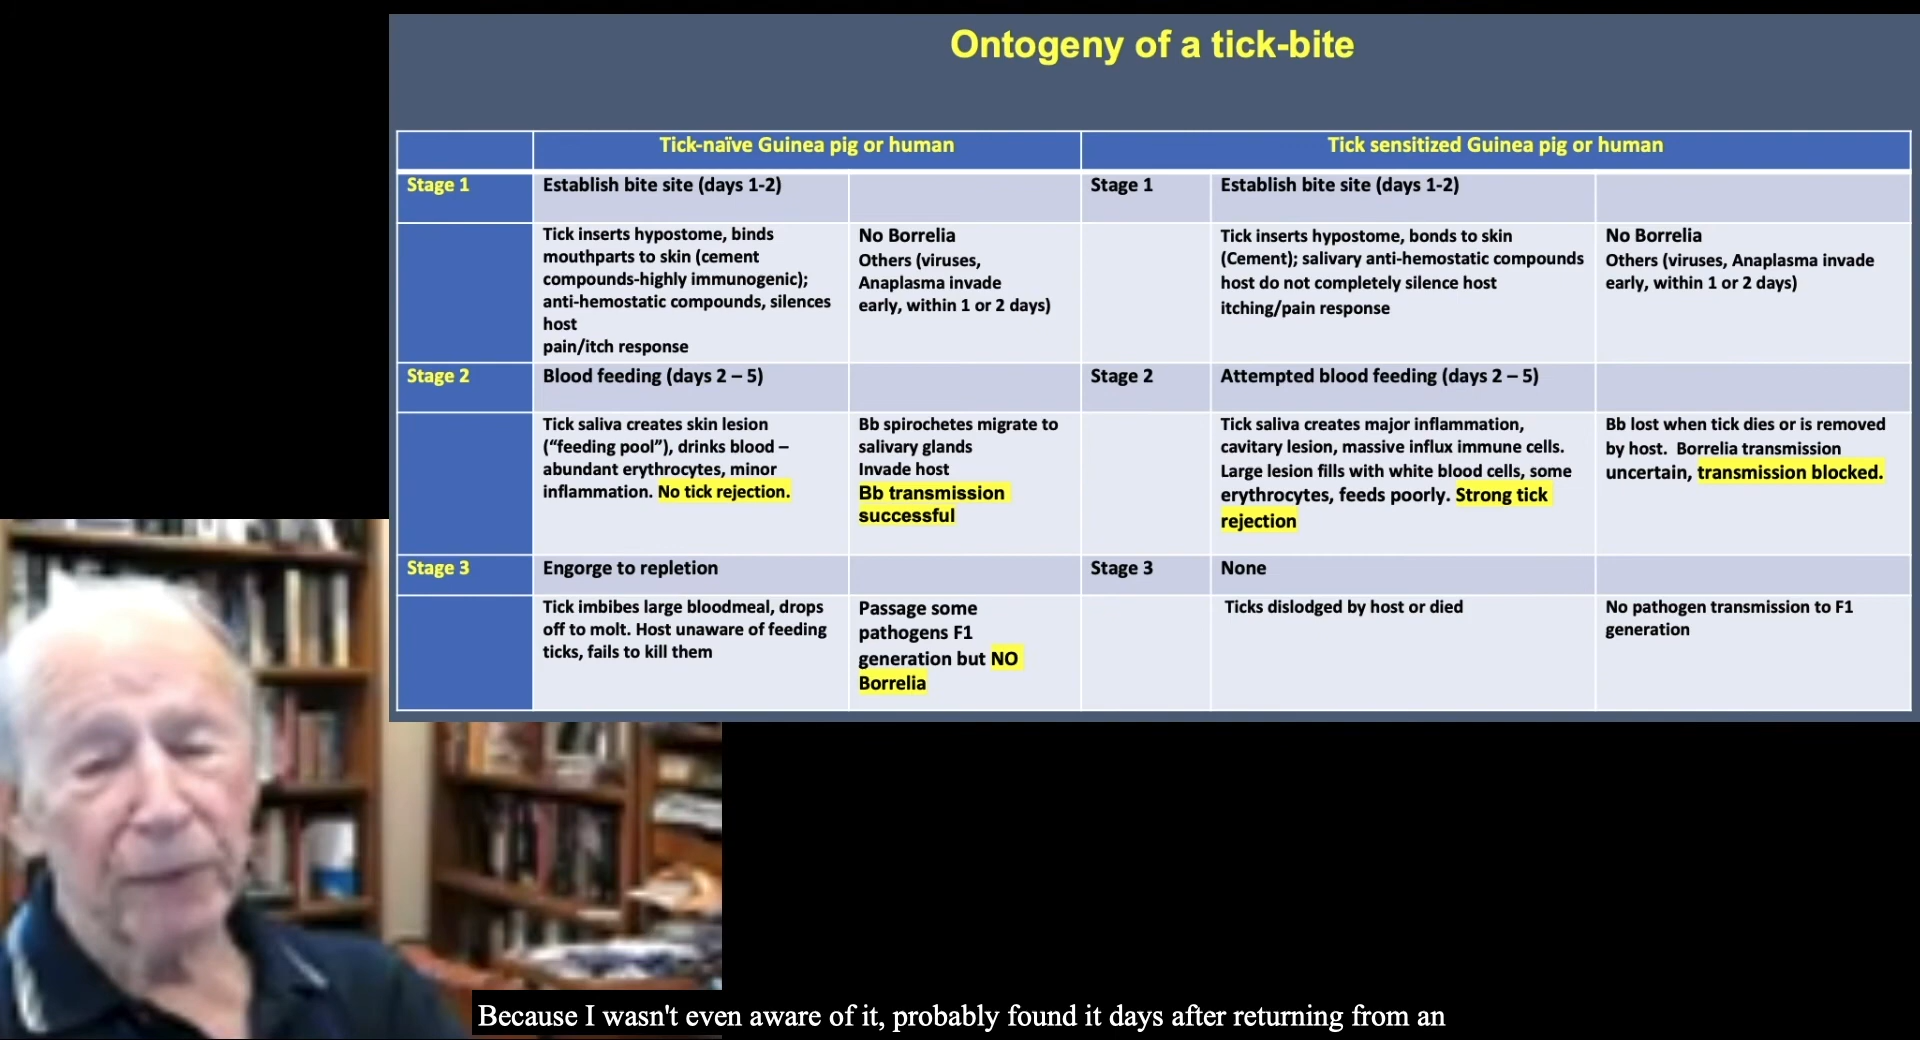 Ontogeny of a tick-bite
Tick-naïve Guinea pig or human
Tick sensitized Guinea pig or human
Stage 1
Establish bite site (days 1-2)
Stage 1
Establish bite site (days 1-2)
Tick inserts hypostome, binds
mouthparts to skin (cement
compounds-highly immunogenic);
anti-hemostatic compounds, silences
host
pain/itch response
No Borrelia
Others (viruses,
Anaplasma invade
early, within 1 or 2 days)
Tick inserts hypostome, bonds to skin
(Cement); salivary anti-hemostatic compounds
host do not completely silence host
itching/pain response
No Borrelia
Others (viruses, Anaplasma invade
early, within 1 or 2 days)
Stage 2
Blood feeding (days 2 – 5)
Stage 2
Attempted blood feeding (days 2 – 5)
Tick saliva creates skin lesion
(“feeding pool”), drinks blood –
abundant erythrocytes, minor
inflammation. No tick rejection.
Bb spirochetes migrate to
salivary glands
Invade host
Bb transmission
successful
Tick saliva creates major inflammation,
cavitary lesion, massive influx immune cells.
Large lesion fills with white blood cells, some
erythrocytes, feeds poorly. Strong tick
rejection
Bb lost when tick dies or is removed
by host. Borrelia transmission
uncertain, transmission blocked.
Stage 3
Engorge to repletion
Stage 3
None
Tick imbibes large bloodmeal, drops
off to molt. Host unaware of feeding
ticks, fails to kill them
Passage some
pathogens F1
generation but NO
Borrelia
Ticks dislodged by host or died
No pathogen transmission to F1
generation
Because I wasn't even aware of it, probably found it days after returning from an